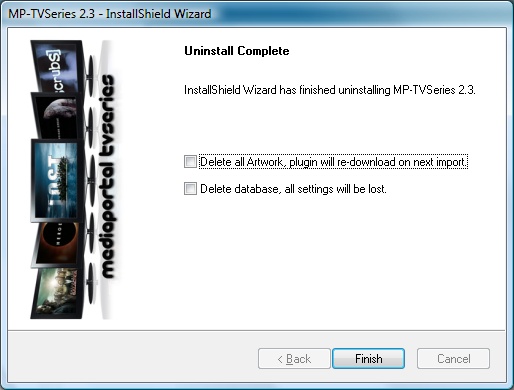 MP-TVSeries 2.3 - InstallShield Wizard
Uninstall Complete
InstallShield Wizard has finished uninstalling MP-TVSeries 2.3.
Delete all Artwork, plugin will re-download on next import.
Delete database, all settings will be lost.
scrubs]
LOST
HEROES
mediaportal tvseries
< Back
Finish
Cancel